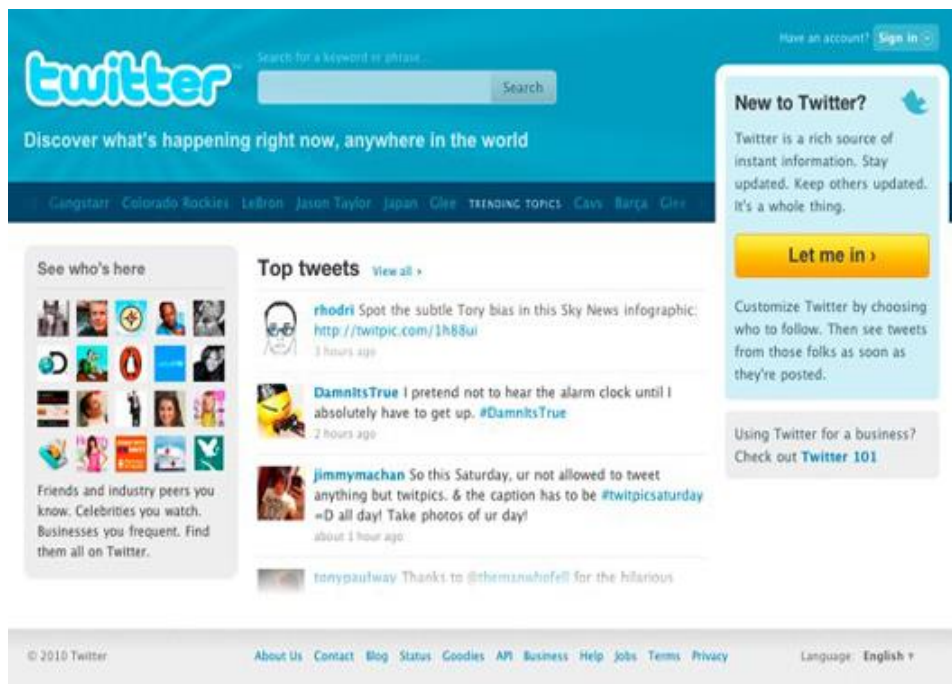 Have an account? Sign in
twitter
Search for a keyword or phrase...
Search
Discover what's happening right now, anywhere in the world
Gangstarr Colorado Rockies LeBron Jason Taylor Japan Glee TRENDING TOPICS Cavs Barça Glee
New to Twitter?
Twitter is a rich source of
instant information. Stay
updated. Keep others updated.
It's a whole thing.
Let me in ›
Customize Twitter by choosing
who to follow. Then see tweets
from those folks as soon as
they're posted.
Using Twitter for a business?
Check out Twitter 101
See who's here
Friends and industry peers you
know. Celebrities you watch.
Businesses you frequent. Find
them all on Twitter.
Top tweets View all ›
rhodri Spot the subtle Tory bias in this Sky News infographic:
http://twitpic.com/1h88ui
3 hours ago
DamnItsTrue I pretend not to hear the alarm clock until I
absolutely have to get up. #DamnItsTrue
2 hours ago
jimmymachan So this Saturday, ur not allowed to tweet
anything but twitpics. & the caption has to be #twitpicsaturday
=D all day! Take photos of ur day!
about 1 hour ago
tonypaulway Thanks to @themanwhofell for the hilarious
© 2010 Twitter
About Us Contact Blog Status Goodies API Business Help Jobs Terms Privacy
Language: English